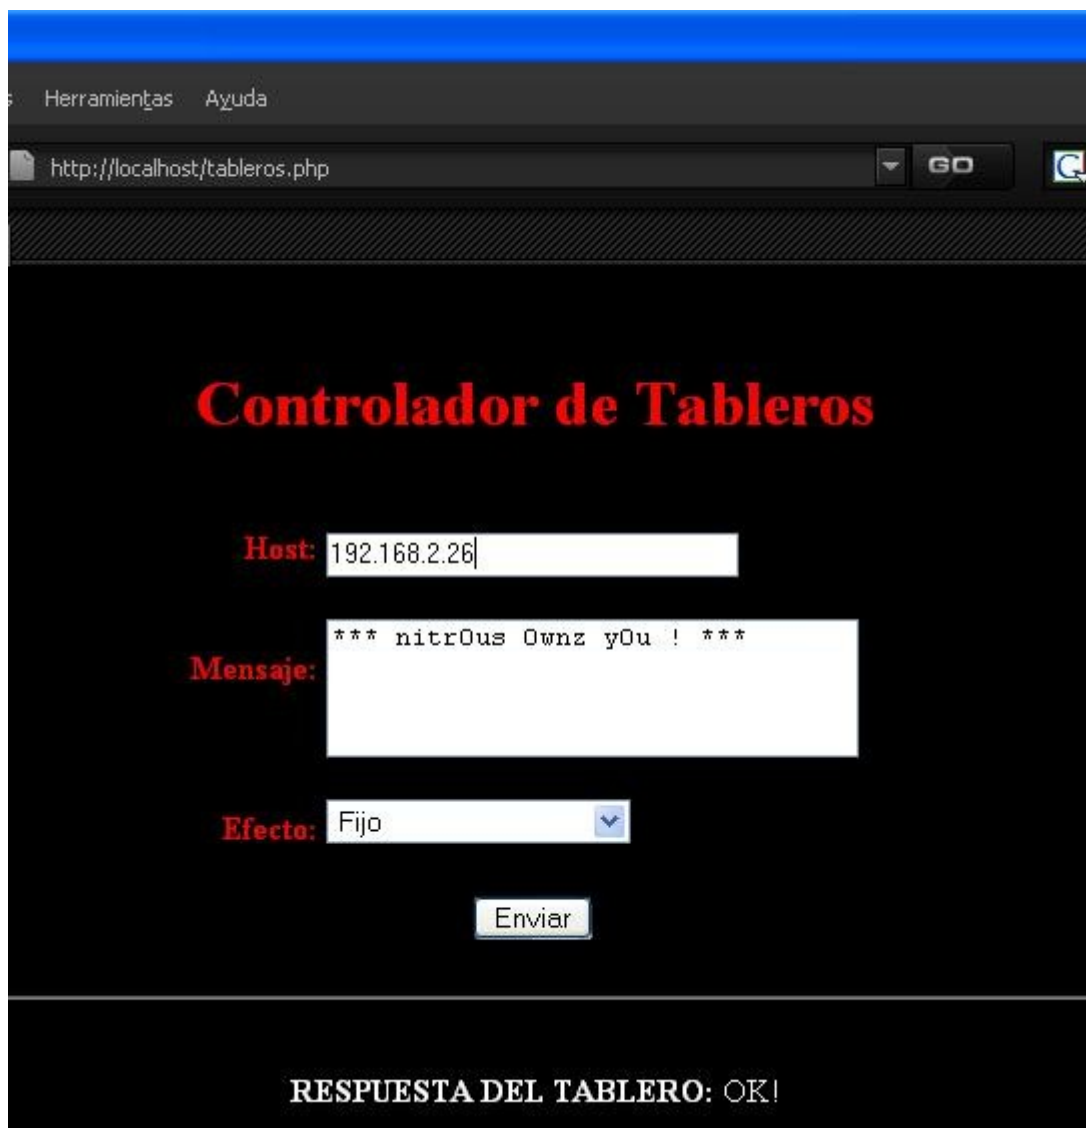 s Herramientas Ayuda
http://localhost/tableros.php GO G
Controlador de Tableros
Host: 192.168.2.26
Mensaje: *** nitr0us 0wnz y0u ! ***
Efecto: Fijo
Enviar
RESPUESTA DEL TABLERO: OK!